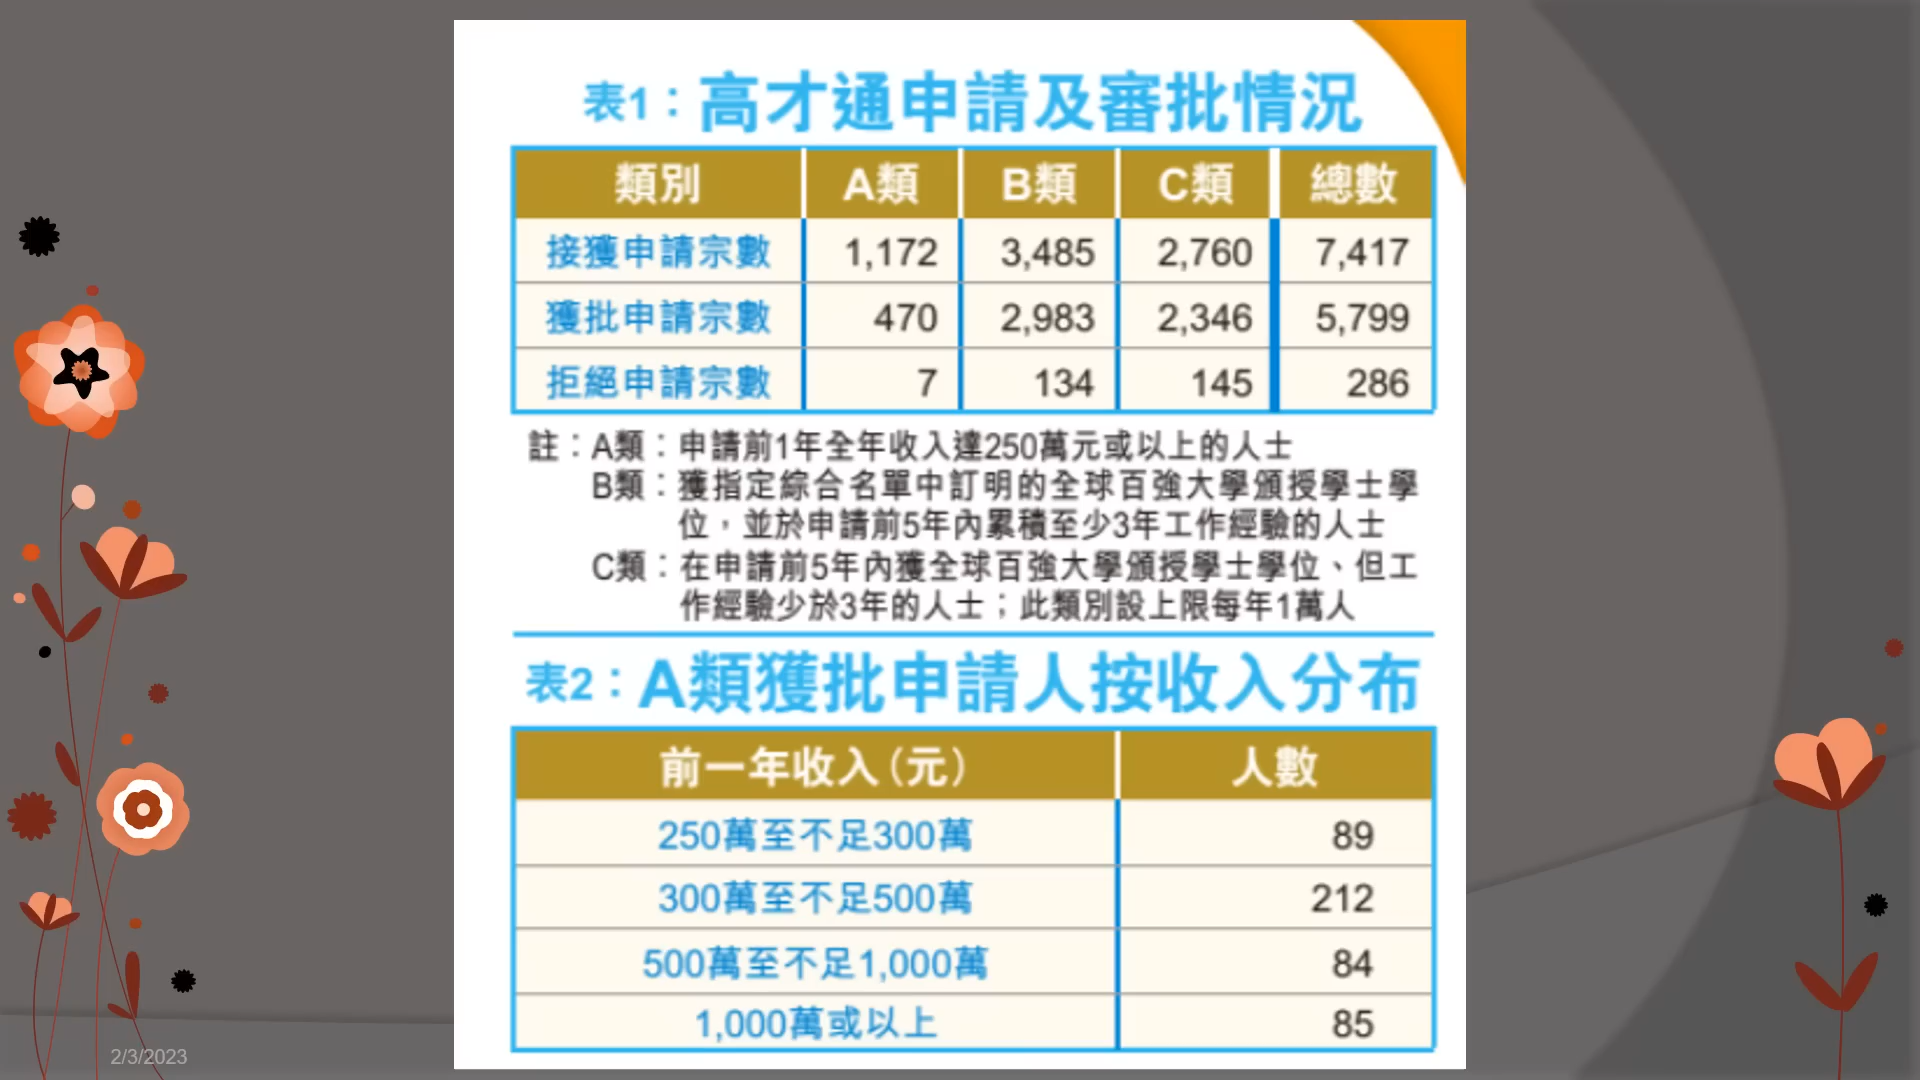 表1：高才通申請及審批情況
類別 A類 B類 C類 總數
接獲申請宗數 1,172 3,485 2,760 7,417
獲批申請宗數 470 2,983 2,346 5,799
拒絕申請宗數 7 134 145 286
註：A類：申請前1年全年收入達250萬元或以上的人士
B類：獲指定綜合名單中訂明的全球百強大學頒授學士學
位，並於申請前5年內累積至少3年工作經驗的人士
C類：在申請前5年內獲全球百強大學頒授學士學位、但工
作經驗少於3年的人士；此類別設上限每年1萬人
表2：A類獲批申請人按收入分布
前一年收入（元） 人數
250萬至不足300萬 89
300萬至不足500萬 212
500萬至不足1,000萬 84
1,000萬或以上 85
2/3/2023